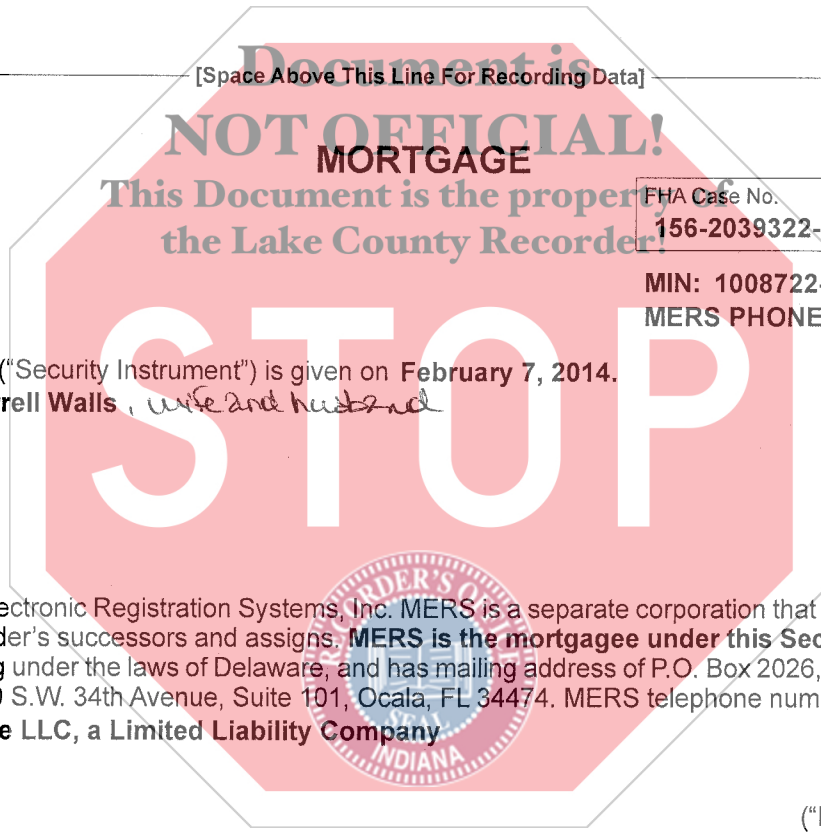 Document is
[Space Above This Line For Recording Data]
NOT OFFICIAL!
MORTGAGE
This Document is the property of
FHA Case No.
the Lake County Recorder!
156-2039322-
MIN: 1008722-
MERS PHONE
STOP
("Security Instrument") is given on February 7, 2014.
rrell Walls, wife and husband
ectronic Registration Systems, Inc. MERS is a separate corporation that
der's successors and assigns. MERS is the mortgagee under this Sec
g under the laws of Delaware, and has mailing address of P.O. Box 2026,
S.W. 34th Avenue, Suite 101, Ocala, FL 34474. MERS telephone num
e LLC, a Limited Liability Company
RECORDER'S OF
SEAL
INDIANA
("